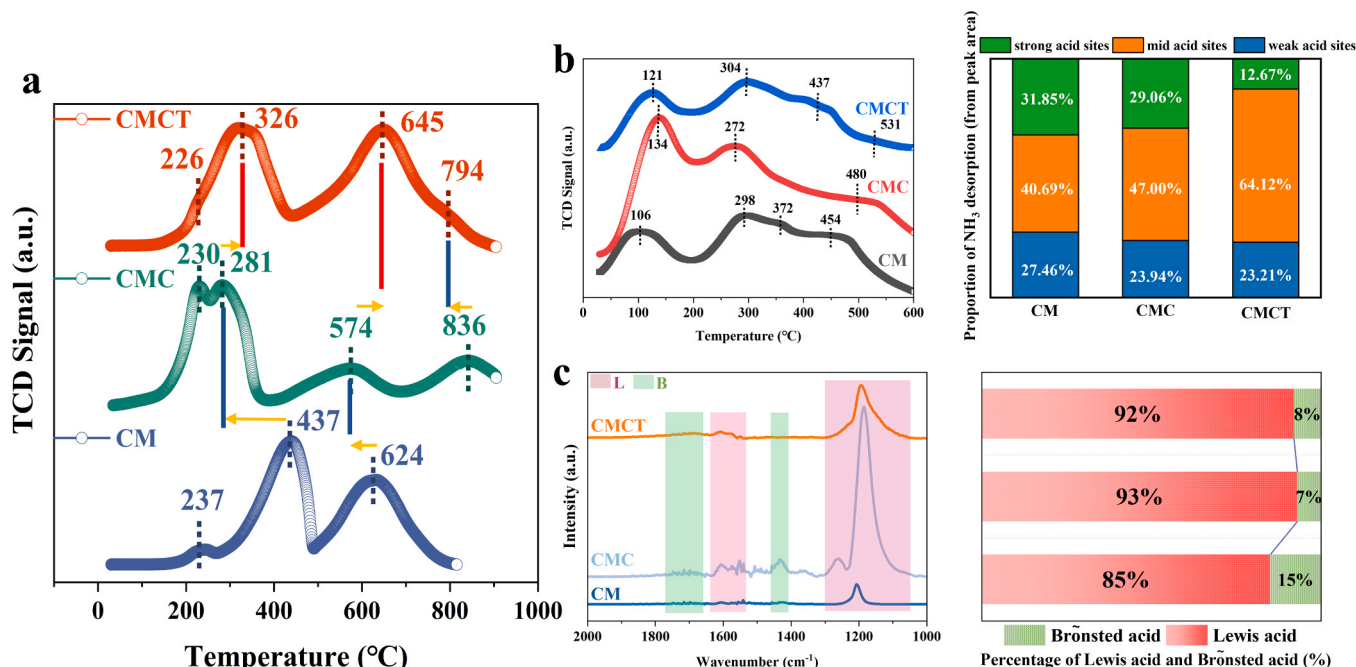 a
CMCT
226
326
645
794
CMC
230
281
574
836
CM
237
437
624
TCD Signal (a.u.)
0
200
400
600
800
1000
Temperature (℃)
b
121
304
437
531
CMCT
134
272
480
CMC
106
298
372
454
CM
TCD Signal (a.u.)
0
100
200
300
400
500
600
Temperature (℃)
strong acid sites
mid acid sites
weak acid sites
31.85%
29.06%
12.67%
40.69%
47.00%
64.12%
27.46%
23.94%
23.21%
CM
CMC
CMCT
Proportion of NH3 desorption (from peak area)
c
L
B
CMCT
CMC
CM
Intensity (a.u.)
2000
1800
1600
1400
1200
1000
Wavenumber (cm-1)
92%
8%
93%
7%
85%
15%
Brõnsted acid
Lewis acid
Percentage of Lewis acid and Brõnsted acid (%)